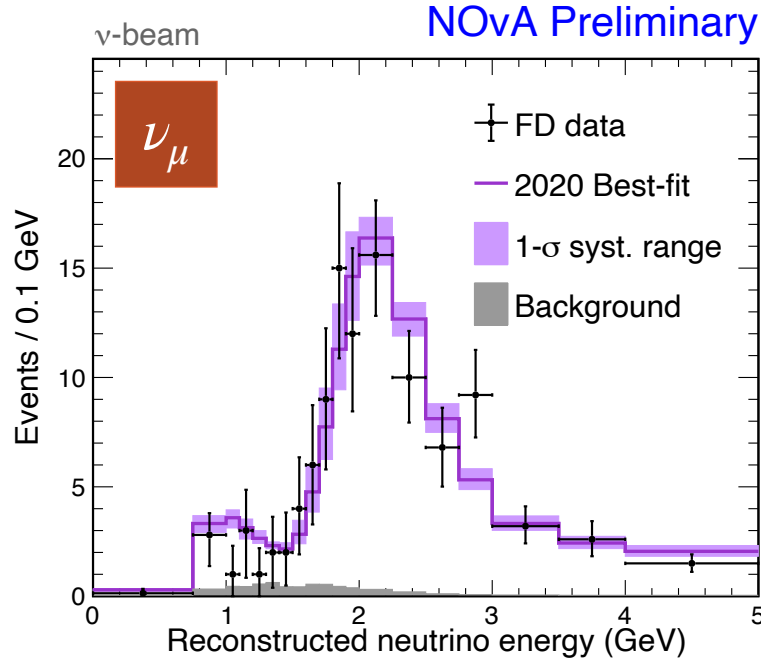 ν-beam
NOvA Preliminary
ν_μ
FD data
2020 Best-fit
1-σ syst. range
Background
Events / 0.1 GeV
20
15
10
5
0
0 1 2 3 4 5
Reconstructed neutrino energy (GeV)